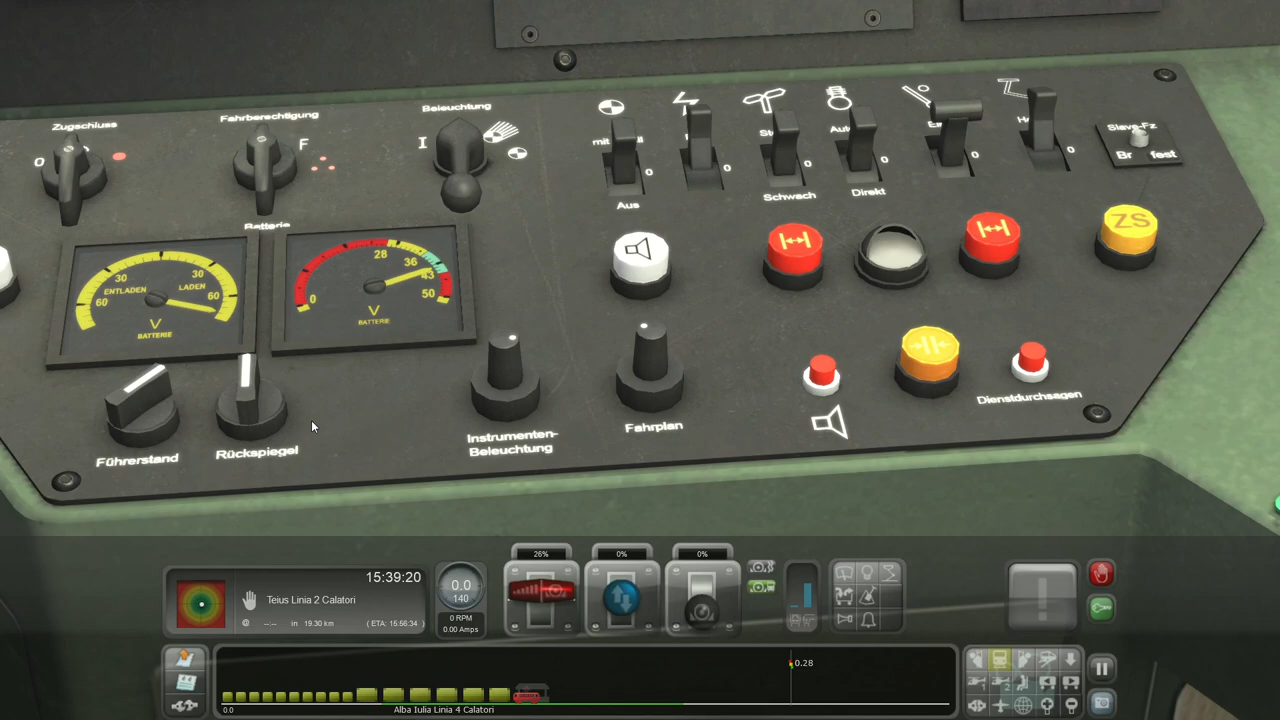 Zugschluss
Fahrberechtigung
Beleuchtung
0
F
I
mit
0
0
0
0
0
0
Aus
Schwach
Direkt
Slave-Fz
Br fest
Batterie
ZS
30
30
ENTLADEN
LADEN
60
60
V
BATTERIE
28
36
43
0
50
V
BATTERIE
Führerstand
Rückspiegel
Instrumenten-
Beleuchtung
Fahrplan
Dienstdurchsagen
15:39:20
Teius Linia 2 Calatori
@ --:-- in 19.30 km ( ETA: 15:56:34 )
0.0
140
0 RPM
0.00 Amps
26%
0%
0%
0.28
0.0
Alba Iulia Linia 4 Calatori